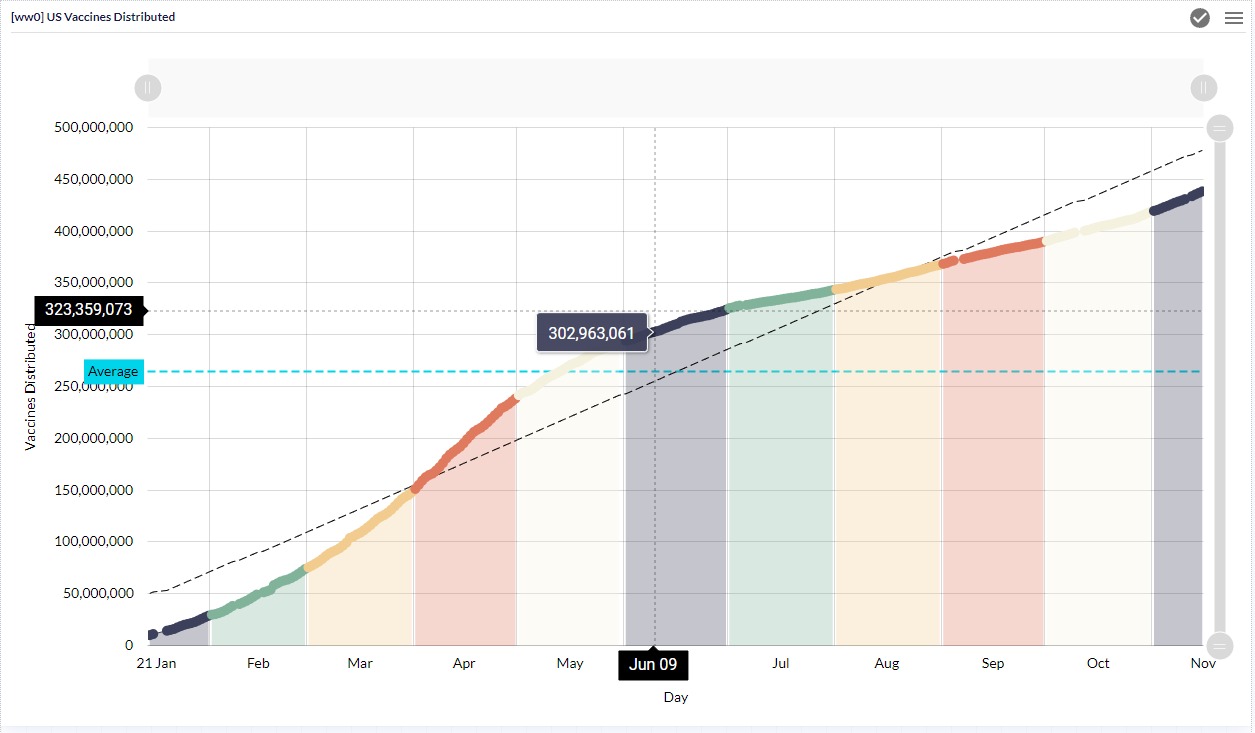 [ww0] US Vaccines Distributed
500,000,000
450,000,000
400,000,000
350,000,000
323,359,073
300,000,000
302,963,061
Average
250,000,000
200,000,000
150,000,000
100,000,000
50,000,000
0
Vaccines Distributed
21 Jan Feb Mar Apr May Jun 09 Jul Aug Sep Oct Nov
Day